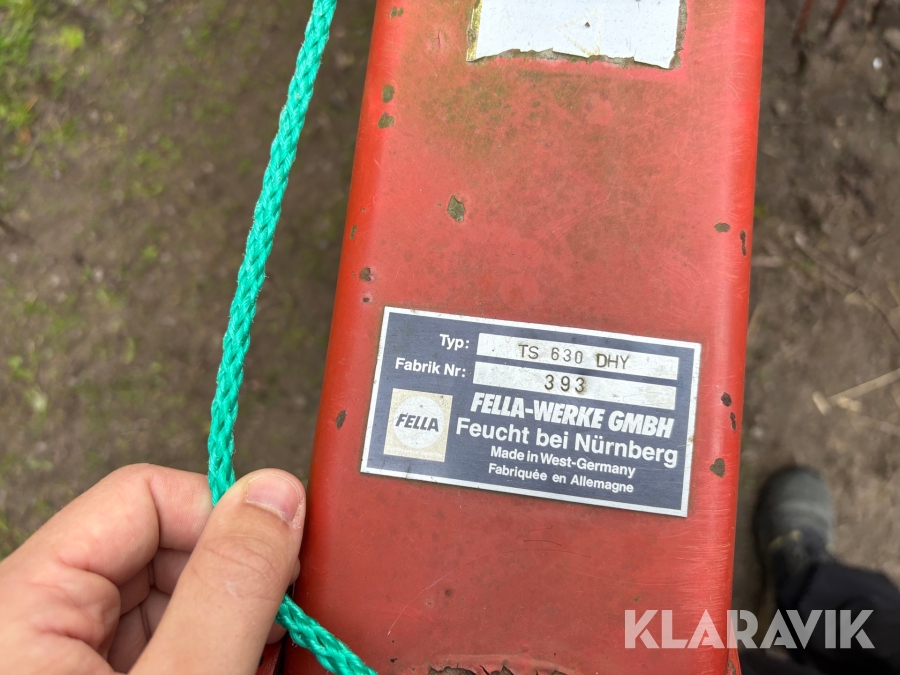 Typ: TS 630 DHY
Fabrik Nr: 393
FELLA
FELLA-WERKE GMBH
Feucht bei Nürnberg
Made in West-Germany
Fabriquée en Allemagne
KLARAVIK